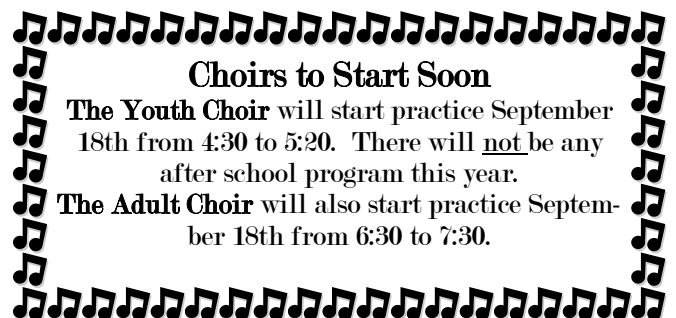 Choirs to Start Soon
The Youth Choir will start practice September
18th from 4:30 to 5:20.  There will not be any
after school program this year.
The Adult Choir will also start practice Septem-
ber 18th from 6:30 to 7:30.